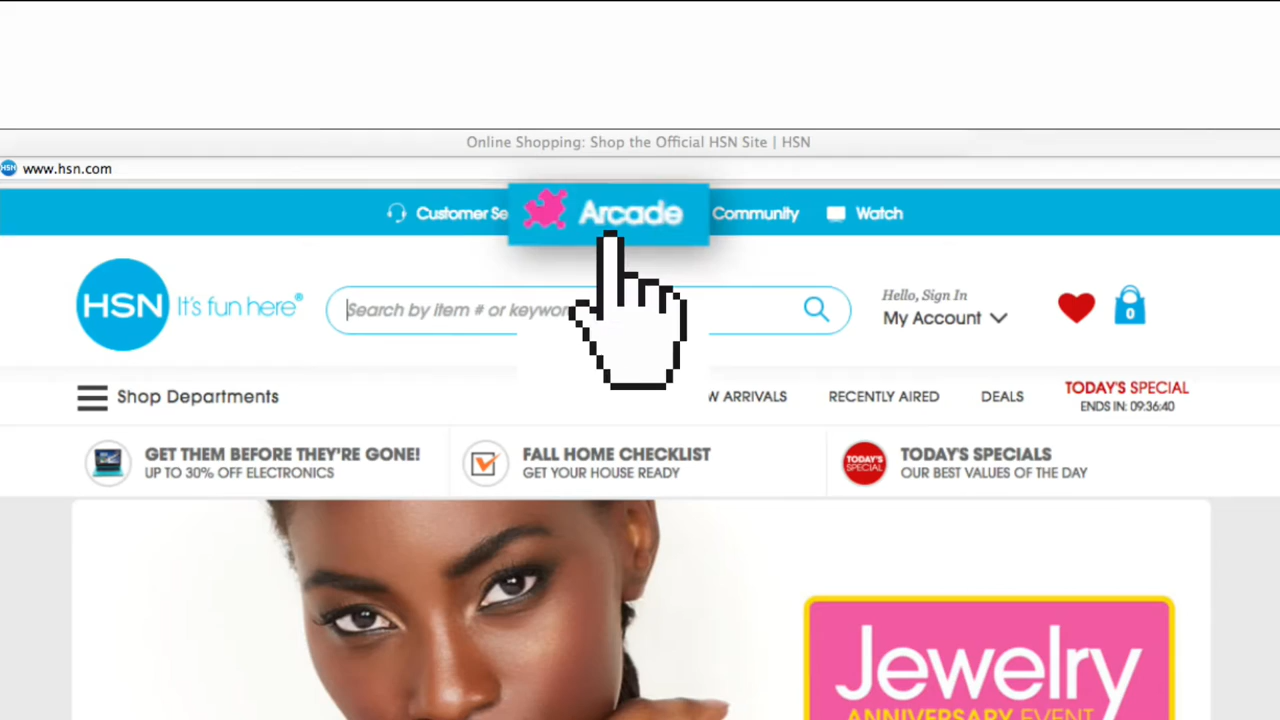 Online Shopping: Shop the Official HSN Site | HSN
HSN www.hsn.com
Customer Se Arcade Community Watch
HSN It's fun here®
Search by item # or keywor
Hello, Sign In
My Account
0
Shop Departments
W ARRIVALS RECENTLY AIRED DEALS
TODAY'S SPECIAL
ENDS IN: 09:36:40
GET THEM BEFORE THEY'RE GONE!
UP TO 30% OFF ELECTRONICS
FALL HOME CHECKLIST
GET YOUR HOUSE READY
TODAY'S SPECIAL
TODAY'S SPECIALS
OUR BEST VALUES OF THE DAY
Jewelry
ANNIVERSARY EVENT